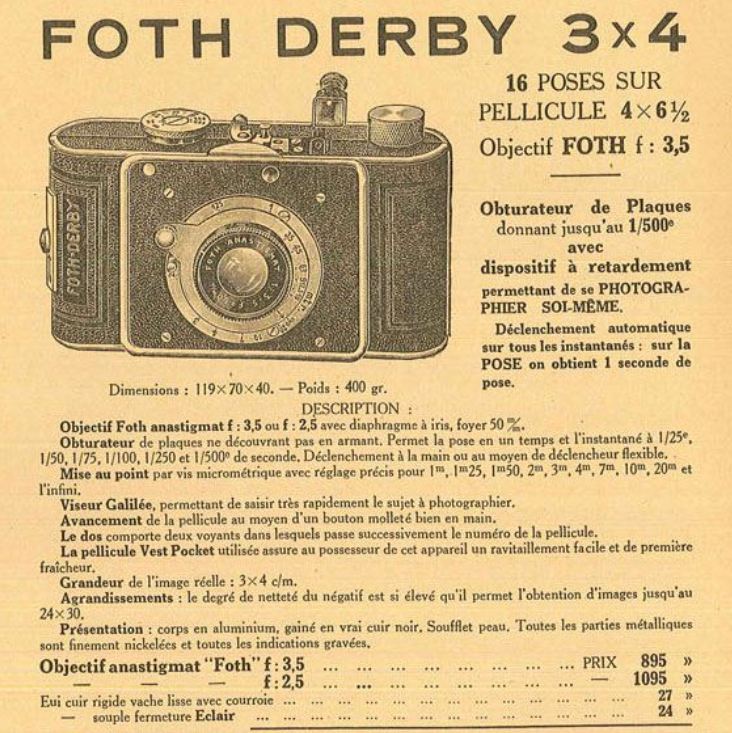 FOTH DERBY 3×4
16 POSES SUR
PELLICULE 4×6½
Objectif FOTH f : 3,5
Obturateur de Plaques
donnant jusqu'au 1/500ᵉ
avec
dispositif à retardement
permettant de se PHOTOGRA-
PHIER SOI-MÊME.
Déclenchement automatique
sur tous les instantanés : sur la
POSE on obtient 1 seconde de
pose.
FOTH-DERBY
FOTH ANASTIGMAT
Dimensions : 119×70×40. — Poids : 400 gr.
DESCRIPTION :
Objectif Foth anastigmat f : 3,5 ou f : 2,5 avec diaphragme à iris, foyer 50 m/m.
Obturateur de plaques ne découvrant pas en armant. Permet la pose en un temps et l'instantané à 1/25ᵉ,
1/50, 1/75, 1/100, 1/250 et 1/500ᵉ de seconde. Déclenchement à la main ou au moyen de déclencheur flexible.
Mise au point par vis micrométrique avec réglage précis pour 1ᵐ, 1ᵐ25, 1ᵐ50, 2ᵐ, 3ᵐ, 4ᵐ, 7ᵐ, 10ᵐ, 20ᵐ et
l'infini.
Viseur Galilée, permettant de saisir très rapidement le sujet à photographier.
Avancement de la pellicule au moyen d'un bouton molleté bien en main.
Le dos comporte deux voyants dans lesquels passe successivement le numéro de la pellicule.
La pellicule Vest Pocket utilisée assure au possesseur de cet appareil un ravitaillement facile et de première
fraîcheur.
Grandeur de l'image réelle : 3×4 c/m.
Agrandissements : le degré de netteté du négatif est si élevé qu'il permet l'obtention d'images jusqu'au
24×30.
Présentation : corps en aluminium, gainé en vrai cuir noir. Soufflet peau. Toutes les parties métalliques
sont finement nickelées et toutes les indications gravées.
Objectif anastigmat "Foth" f : 3,5 ... ... ... ... ... ... ... ... PRIX 895 »
— — — f : 2,5 ... ... ... ... ... ... ... ... — 1095 »
Eui cuir rigide vache lisse avec courroie ... ... ... ... ... ... ... ... ... ... 27 »
— souple fermeture Eclair ... ... ... ... ... ... ... ... ... ... ... 24 »